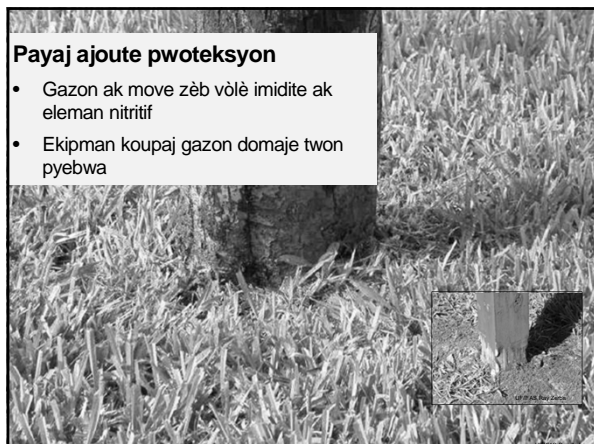 Payaj ajoute pwoteksyon
• Gazon ak move zèb vòlè imidite ak
eleman nitritif
• Ekipman koupaj gazon domaje twon
pyebwa